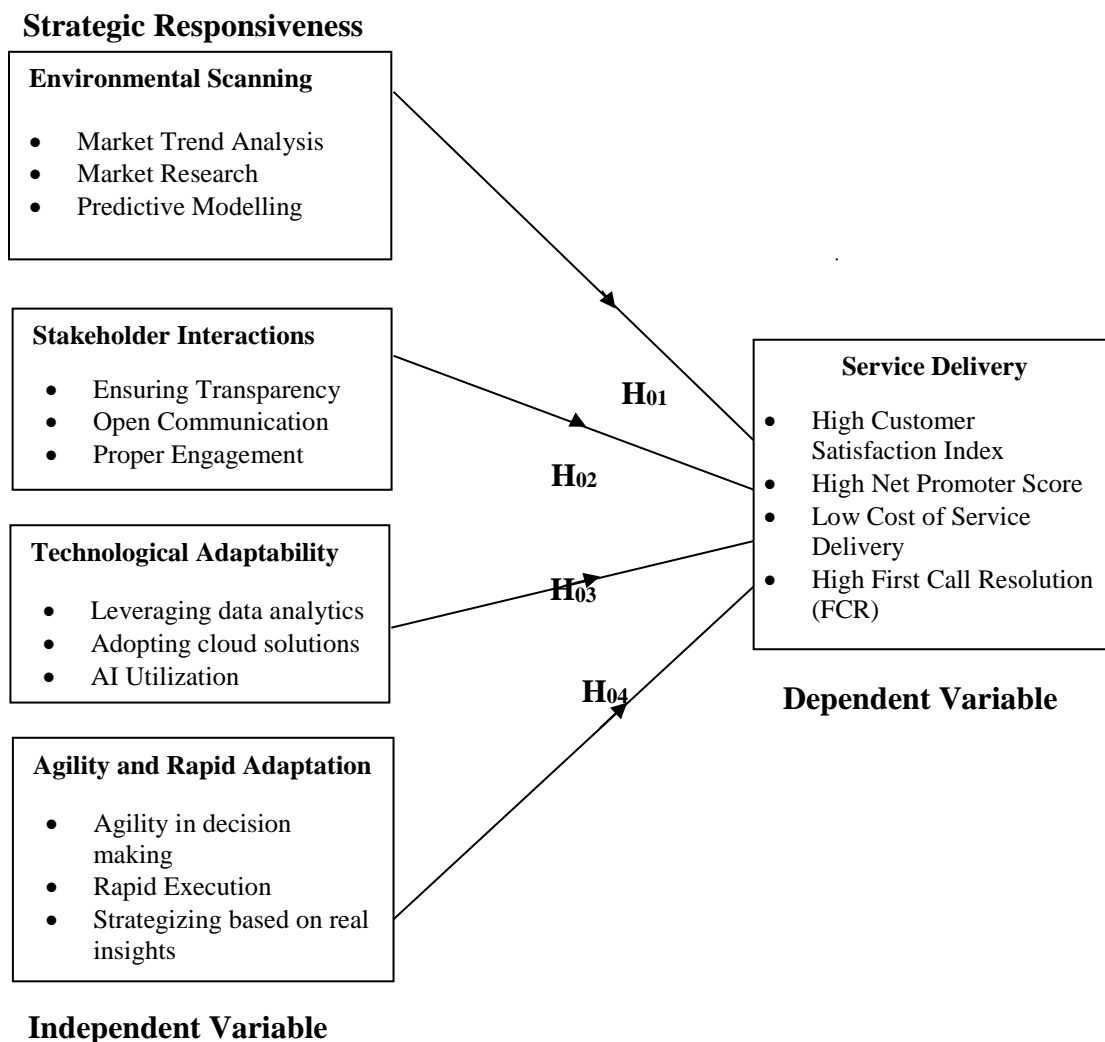 Strategic Responsiveness
Environmental Scanning
• Market Trend Analysis
• Market Research
• Predictive Modelling
Stakeholder Interactions
• Ensuring Transparency
• Open Communication
• Proper Engagement
Technological Adaptability
• Leveraging data analytics
• Adopting cloud solutions
• AI Utilization
Agility and Rapid Adaptation
• Agility in decision
making
• Rapid Execution
• Strategizing based on real
insights
Independent Variable
H01
H02
H03
H04
Service Delivery
• High Customer
Satisfaction Index
• High Net Promoter Score
• Low Cost of Service
Delivery
• High First Call Resolution
(FCR)
Dependent Variable